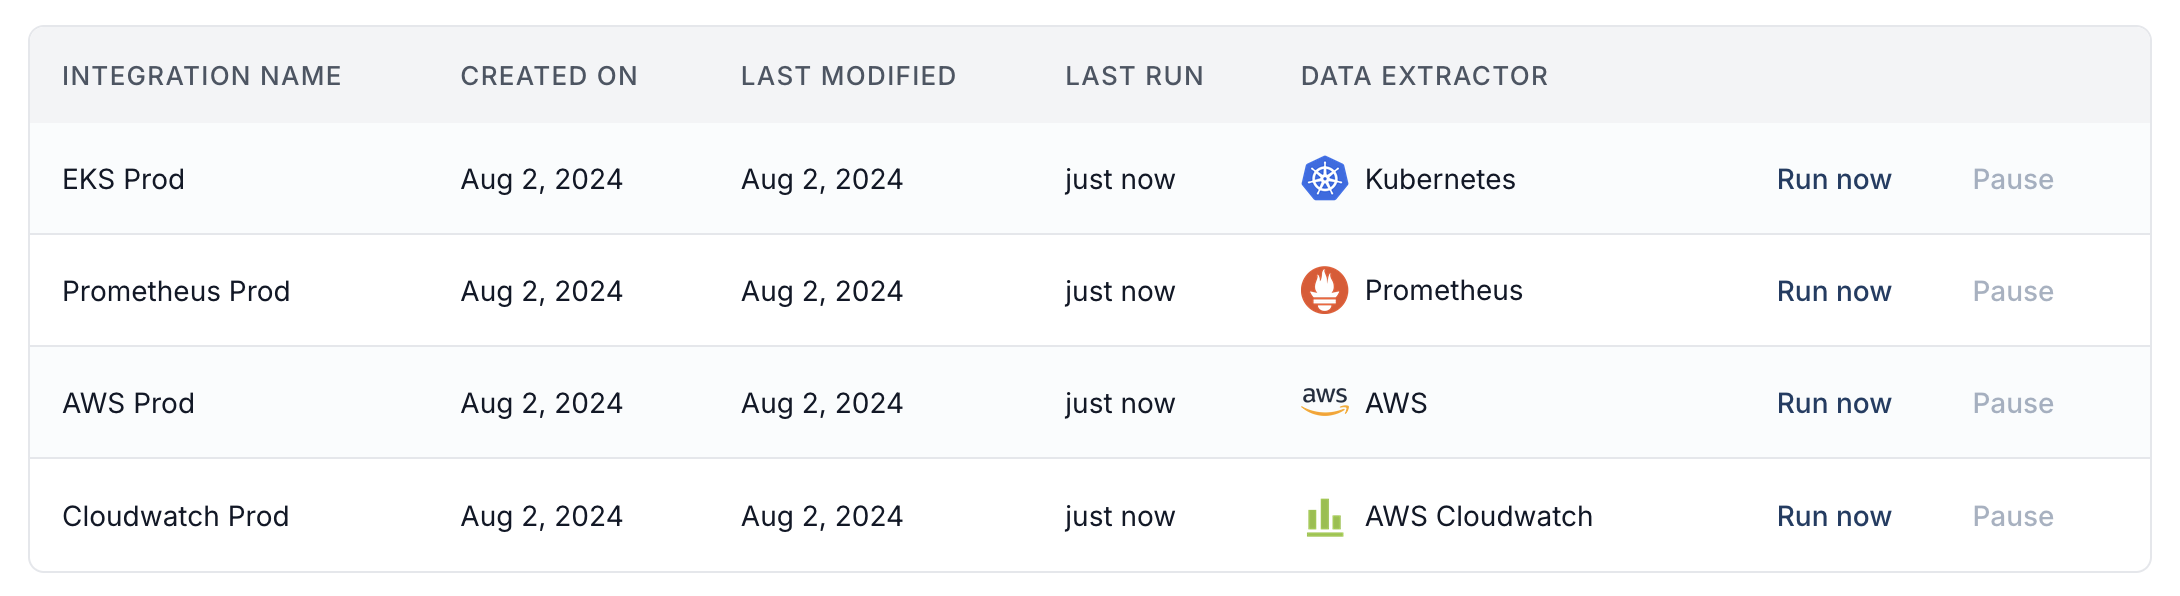 INTEGRATION NAME CREATED ON LAST MODIFIED LAST RUN DATA EXTRACTOR
EKS Prod Aug 2, 2024 Aug 2, 2024 just now Kubernetes Run now Pause
Prometheus Prod Aug 2, 2024 Aug 2, 2024 just now Prometheus Run now Pause
AWS Prod Aug 2, 2024 Aug 2, 2024 just now aws AWS Run now Pause
Cloudwatch Prod Aug 2, 2024 Aug 2, 2024 just now AWS Cloudwatch Run now Pause